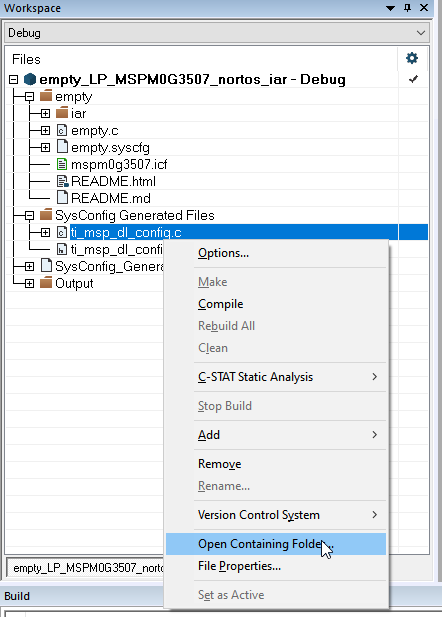 Workspace
Debug
Files
empty_LP_MSPM0G3507_nortos_iar - Debug
empty
iar
empty.c
empty.syscfg
mspm0g3507.icf
README.html
README.md
SysConfig Generated Files
ti_msp_dl_config.c
ti_msp_dl_confi
SysConfig_Genera
Output
Options...
Make
Compile
Rebuild All
Clean
C-STAT Static Analysis
Stop Build
Add
Remove
Rename...
Version Control System
Open Containing Folder...
File Properties...
Set as Active
empty_LP_MSPM0G3507_norto
Build